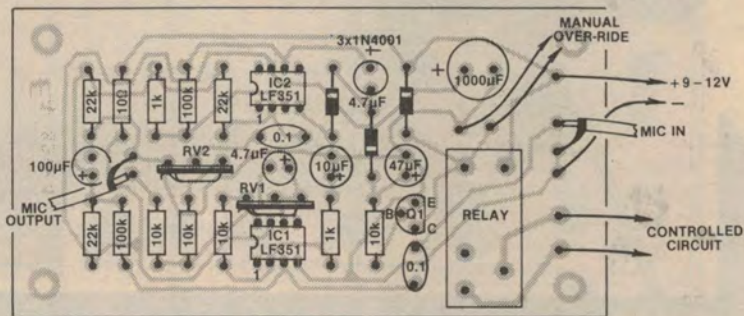 MANUAL
OVER-RIDE
3x1N4001
+
4.7µF
+
1000µF
+9-12V
–
MIC IN
22k
10Ω
1k
100k
22k
IC2
LF351
1
0.1
100µF
+
RV2
4.7µF
+
10µF
+
47µF
+
RV1
MIC
OUTPUT
22k
100k
10k
10k
10k
IC1
LF351
1
1k
10k
E
B
Q1
C
0.1
RELAY
CONTROLLED
CIRCUIT